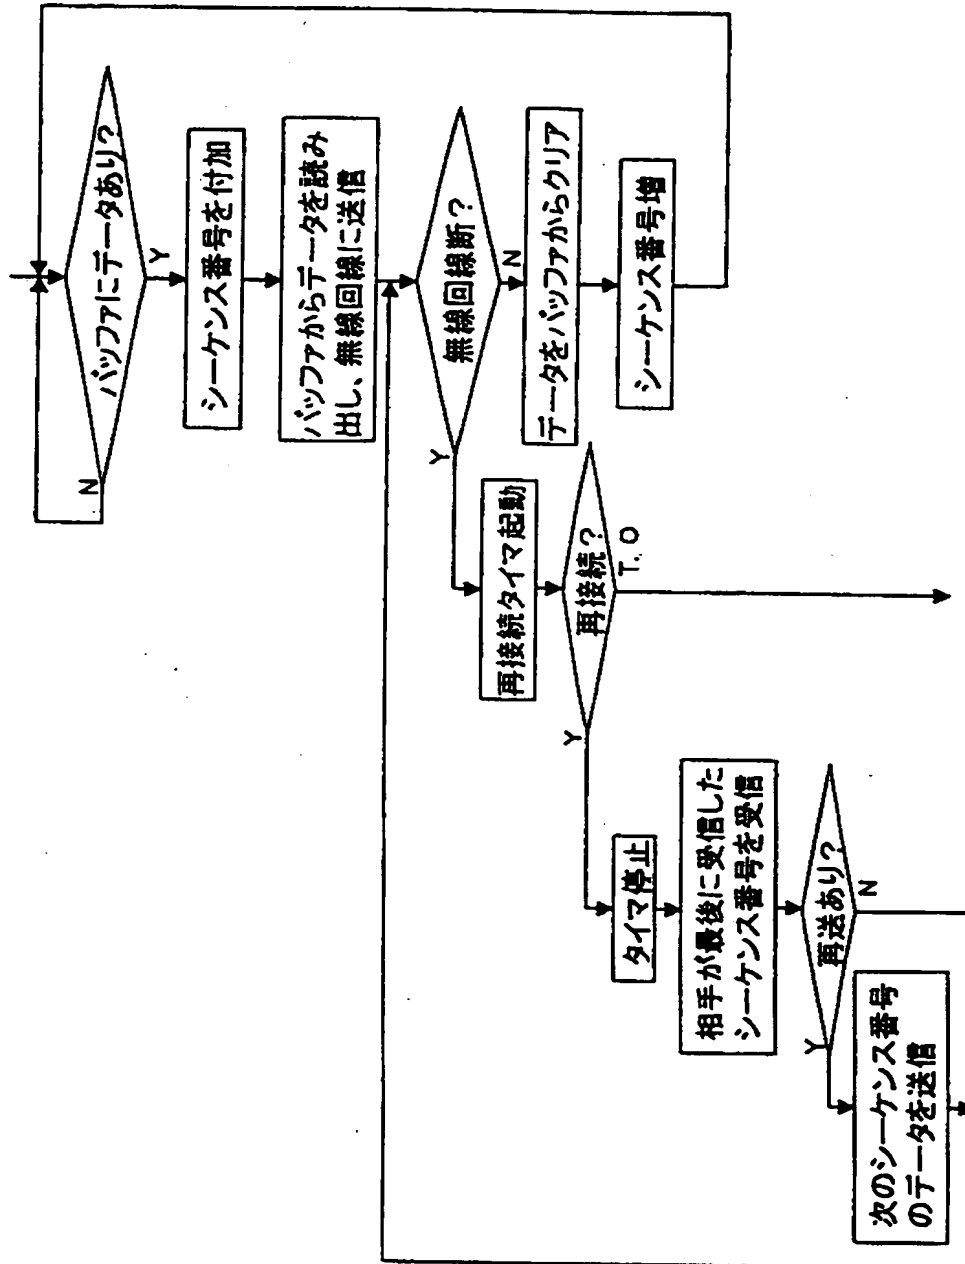 バッファにデータあり?
N
Y
シーケンス番号を付加
バッファからデータを読み
出し、無線回線に送信
無線回線断?
Y
N
データをバッファからクリア
シーケンス番号増
再接続タイマ起動
再接続?
Y
T. O
タイマ停止
相手が最後に受信した
シーケンス番号を受信
再送あり?
Y
N
次のシーケンス番号
のデータを送信